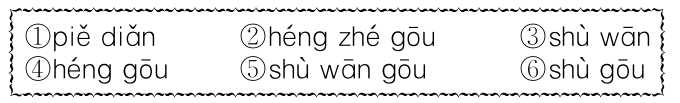 ①piě diǎn ②héng zhé gōu ③shù wān
④héng gōu ⑤shù wān gōu ⑥shù gōu